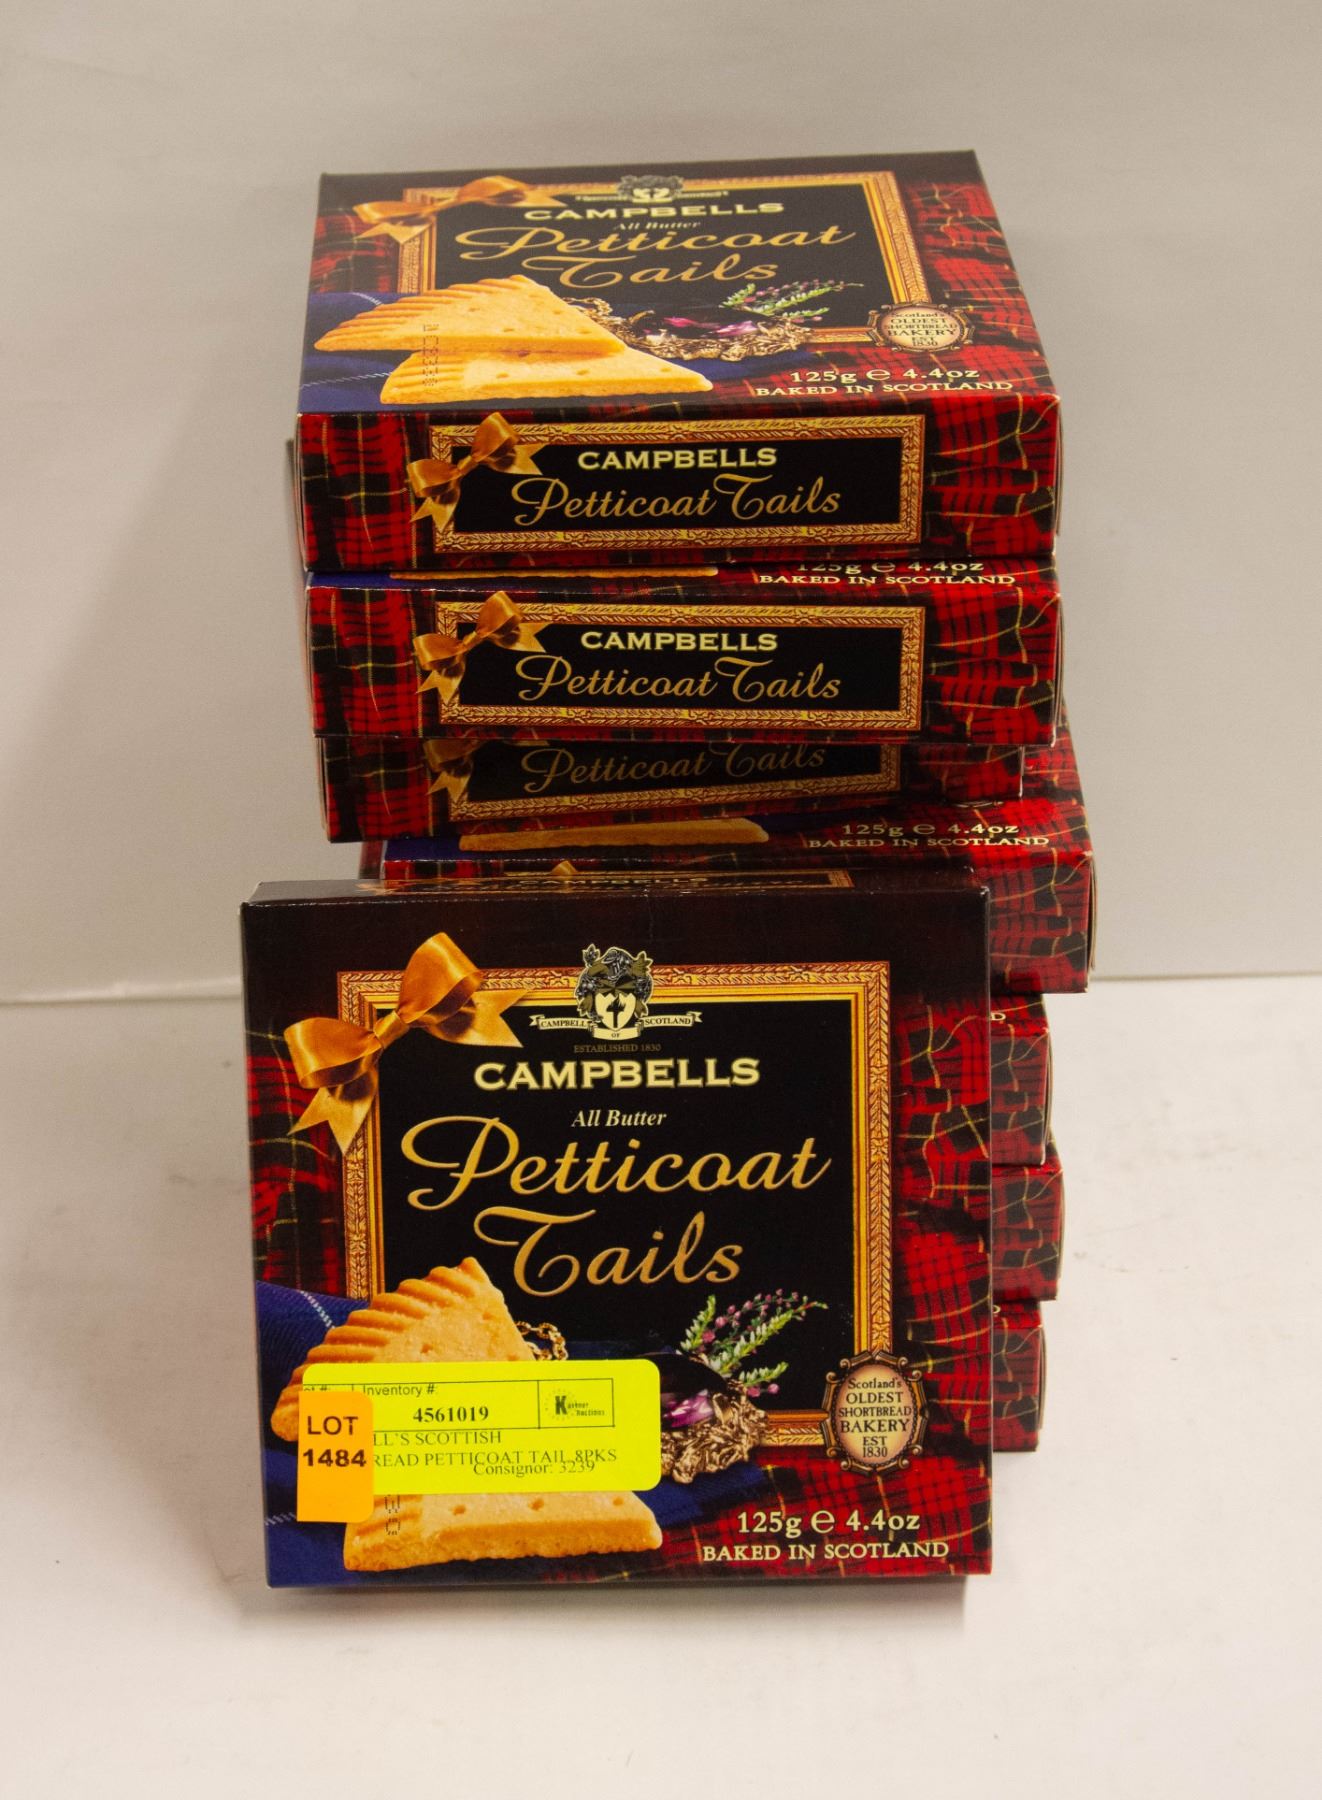 CAMPBELLS
All Butter
Petticoat
Tails
Scotland's
OLDEST
SHORTBREAD
BAKERY
EST
1830
125g e 4.4oz
BAKED IN SCOTLAND
CAMPBELLS
Petticoat Tails
125g e 4.4oz
BAKED IN SCOTLAND
CAMPBELLS
Petticoat Tails
Petticoat Tails
125g e 4.4oz
BAKED IN SCOTLAND
CAMPBELLS
CAMPBELL OF SCOTLAND
ESTABLISHED 1830
CAMPBELLS
All Butter
Petticoat
Tails
Scotland's
OLDEST
SHORTBREAD
BAKERY
EST
1830
Inventory #:
4561019
LL'S SCOTTISH
READ PETTICOAT TAIL 8PKS
Consignor: 3239
LOT
1484
125g e 4.4oz
BAKED IN SCOTLAND